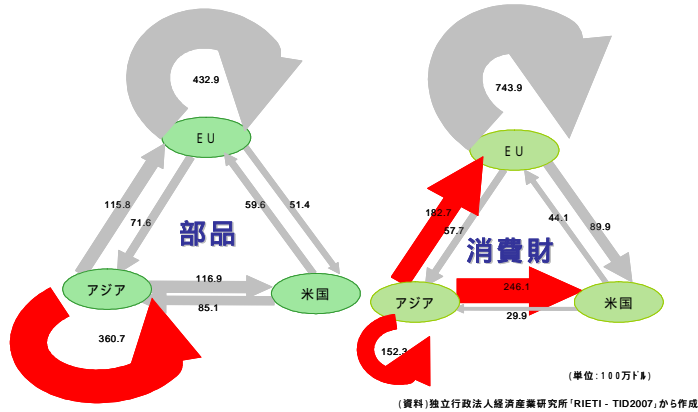 432.9
743.9
EU
EU
115.8
71.6
59.6
51.4
182.7
57.7
44.1
89.9
部品
消費財
アジア
116.9
85.1
米国
アジア
246.1
29.9
米国
360.7
152.3
(単位:100万ドル)
(資料)独立行政法人経済産業研究所「RIETI - TID2007」から作成